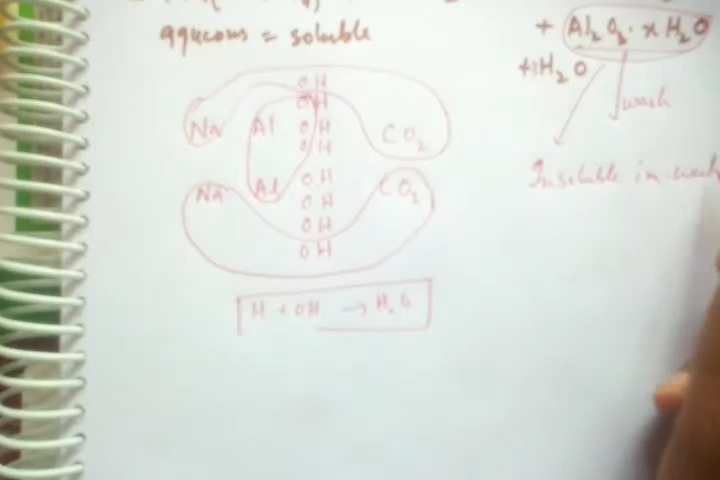 aqueous = soluble
+ Al2O3. x H2O
+ H2O
wash
Insoluble in
OH
OH
Na Al OH CO2
OH
OH
Na Al OH CO2
OH
OH
H + OH → H2O